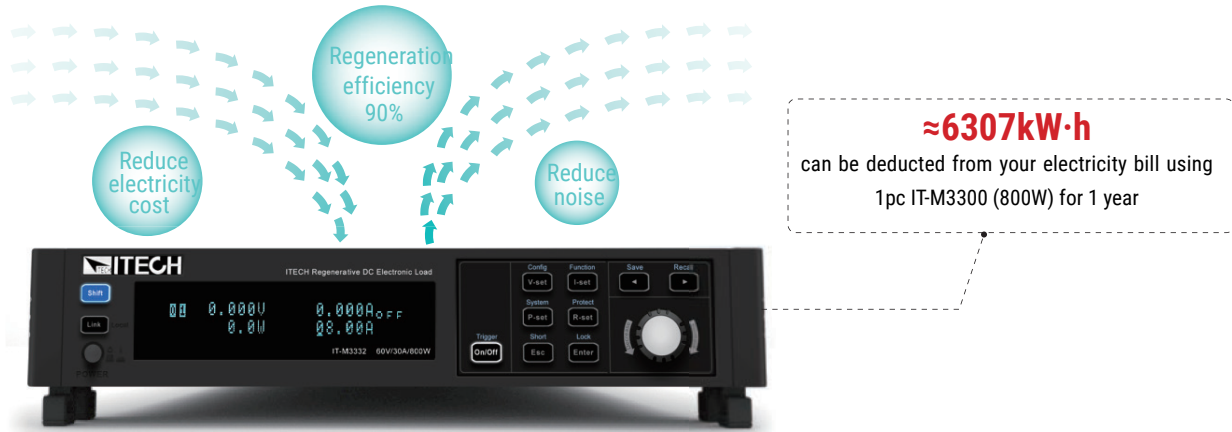 Regeneration
efficiency
90%
Reduce
electricity
cost
Reduce
noise
≈6307kW·h
can be deducted from your electricity bill using
1pc IT-M3300 (800W) for 1 year
ITECH
ITECH Regenerative DC Electronic Load
Shift
Link
POWER
01 0.000V 0.000A OFF
0.0W 08.00A
IT-M3332 60V/30A/800W
Config Function Save Recall
V-set I-set ◄ ►
System Protect
P-set R-set
Trigger Short Lock
On/Off Esc Enter